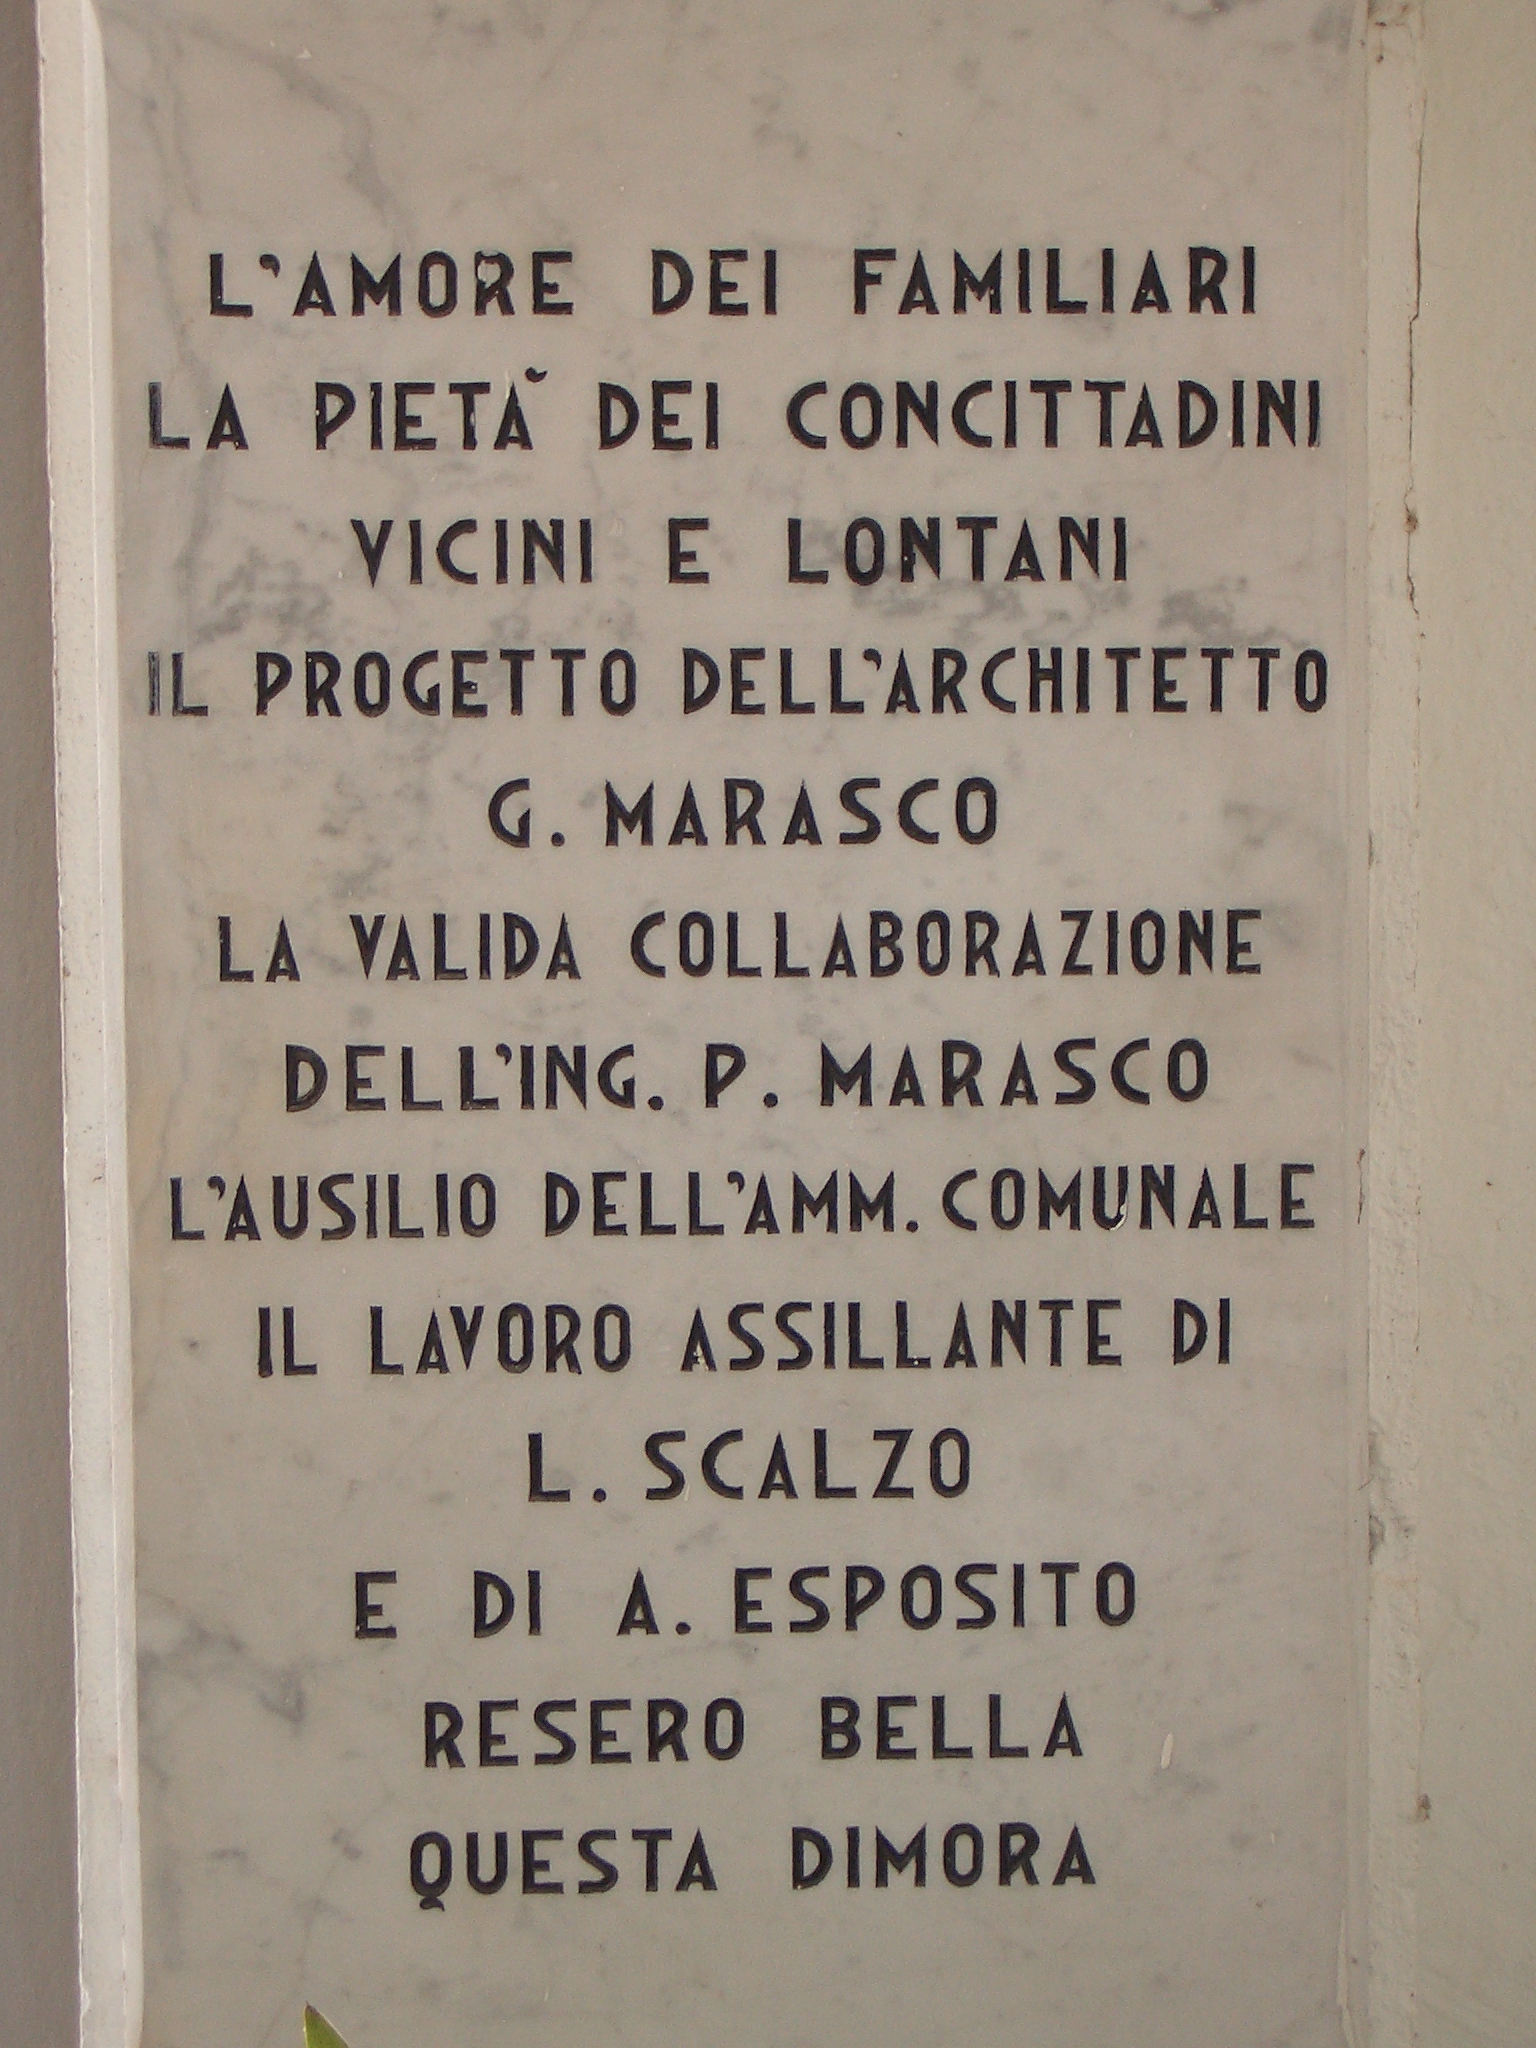 L'AMORE DEI FAMILIARI
LA PIETÀ DEI CONCITTADINI
VICINI E LONTANI
IL PROGETTO DELL'ARCHITETTO
G. MARASCO
LA VALIDA COLLABORAZIONE
DELL'ING. P. MARASCO
L'AUSILIO DELL'AMM. COMUNALE
IL LAVORO ASSILLANTE DI
L. SCALZO
E DI A. ESPOSITO
RESERO BELLA
QUESTA DIMORA